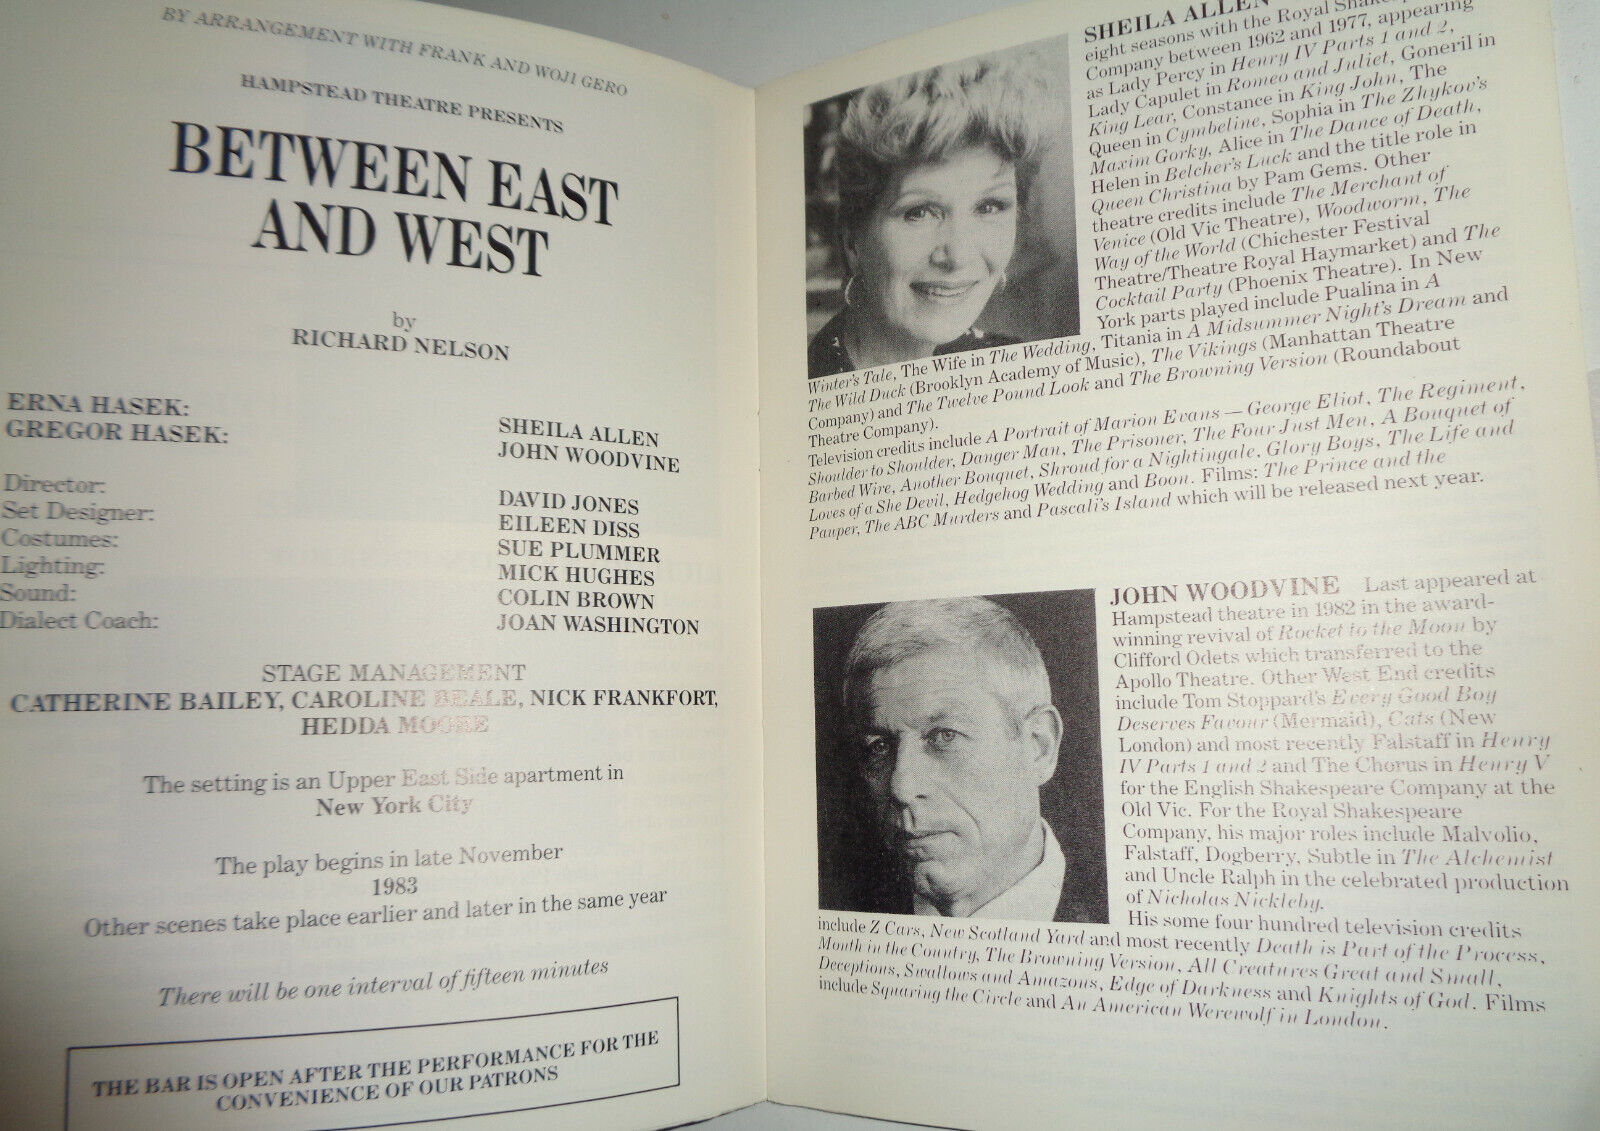 BY ARRANGEMENT WITH FRANK AND WOJI GERO
HAMPSTEAD THEATRE PRESENTS
BETWEEN EAST
AND WEST
by
RICHARD NELSON
ERNA HASEK: SHEILA ALLEN
GREGOR HASEK: JOHN WOODVINE
Director: DAVID JONES
Set Designer: EILEEN DISS
Costumes: SUE PLUMMER
Lighting: MICK HUGHES
Sound: COLIN BROWN
Dialect Coach: JOAN WASHINGTON
STAGE MANAGEMENT
CATHERINE BAILEY, CAROLINE BEALE, NICK FRANKFORT,
HEDDA MOORE
The setting is an Upper East Side apartment in
New York City
The play begins in late November
1983
Other scenes take place earlier and later in the same year
There will be one interval of fifteen minutes
THE BAR IS OPEN AFTER THE PERFORMANCE FOR THE
CONVENIENCE OF OUR PATRONS
SHEILA ALLEN
eight seasons with the Royal Shakespeare
Company between 1962 and 1977, appearing
as Lady Percy in Henry IV Parts 1 and 2,
Lady Capulet in Romeo and Juliet, Goneril in
King Lear, Constance in King John, The
Queen in Cymbeline, Sophia in The Zhykov's
Maxim Gorky, Alice in The Dance of Death,
Helen in Belcher's Luck and the title role in
Queen Christina by Pam Gems. Other
theatre credits include The Merchant of
Venice (Old Vic Theatre), Woodworm, The
Way of the World (Chichester Festival
Theatre/Theatre Royal Haymarket) and The
Cocktail Party (Phoenix Theatre). In New
York parts played include Pualina in A
Winter's Tale, The Wife in The Wedding, Titania in A Midsummer Night's Dream and
The Wild Duck (Brooklyn Academy of Music), The Vikings (Manhattan Theatre
Company) and The Twelve Pound Look and The Browning Version (Roundabout
Theatre Company).
Television credits include A Portrait of Marion Evans — George Eliot, The Regiment,
Shoulder to Shoulder, Danger Man, The Prisoner, The Four Just Men, A Bouquet of
Barbed Wire, Another Bouquet, Shroud for a Nightingale, Glory Boys, The Life and
Loves of a She Devil, Hedgehog Wedding and Boon. Films: The Prince and the
Pauper, The ABC Murders and Pascali's Island which will be released next year.
JOHN WOODVINE Last appeared at
Hampstead theatre in 1982 in the award-
winning revival of Rocket to the Moon by
Clifford Odets which transferred to the
Apollo Theatre. Other West End credits
include Tom Stoppard's Every Good Boy
Deserves Favour (Mermaid), Cats (New
London) and most recently Falstaff in Henry
IV Parts 1 and 2 and The Chorus in Henry V
for the English Shakespeare Company at the
Old Vic. For the Royal Shakespeare
Company, his major roles include Malvolio,
Falstaff, Dogberry, Subtle in The Alchemist
and Uncle Ralph in the celebrated production
of Nicholas Nickleby.
His some four hundred television credits
include Z Cars, New Scotland Yard and most recently Death is Part of the Process,
Month in the Country, The Browning Version, All Creatures Great and Small,
Deceptions, Swallows and Amazons, Edge of Darkness and Knights of God. Films
include Squaring the Circle and An American Werewolf in London.